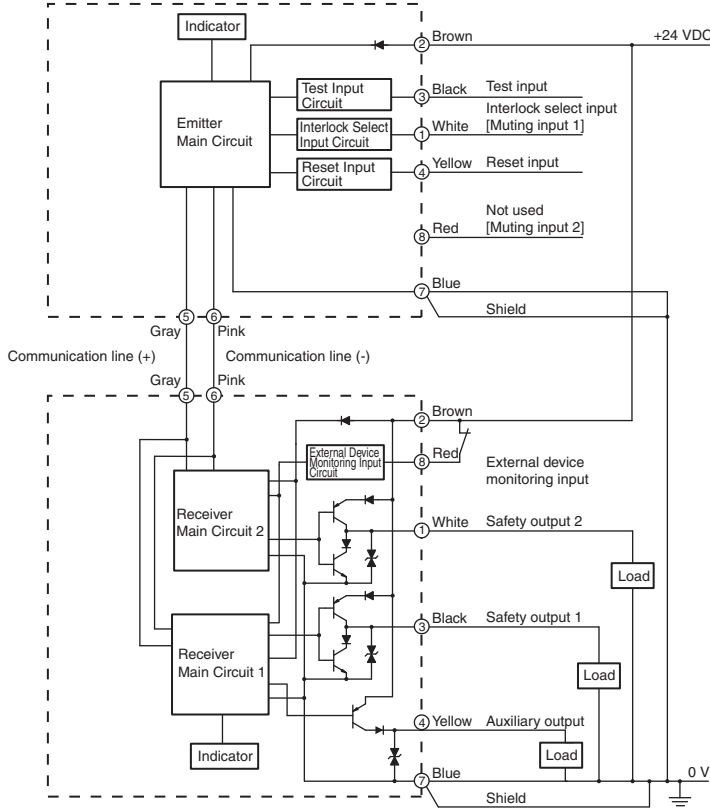 Indicator
② Brown
+24 VDC
Emitter
Main Circuit
Test Input
Circuit
③ Black Test input
Interlock Select
Input Circuit
① White Interlock select input
[Muting input 1]
Reset Input
Circuit
④ Yellow Reset input
⑧ Red Not used
[Muting input 2]
⑦ Blue
Shield
⑤ ⑥
Gray Pink
Communication line (+) Communication line (-)
Gray Pink
⑤ ⑥
② Brown
External Device
Monitoring Input
Circuit
⑧ Red External device
monitoring input
Receiver
Main Circuit 2
① White Safety output 2
Load
Receiver
Main Circuit 1
③ Black Safety output 1
Load
④ Yellow Auxiliary output
Load
Indicator
⑦ Blue
0 V
Shield